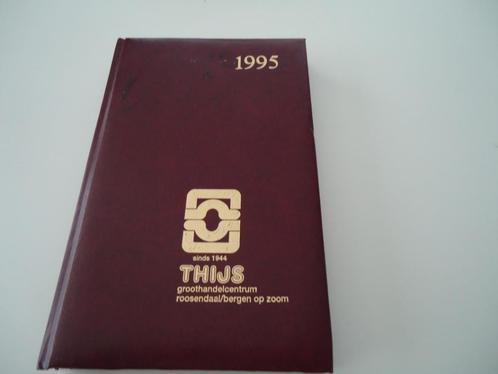 1995
sinds 1944
THIJS
groothandelcentrum
roosendaal/bergen op zoom